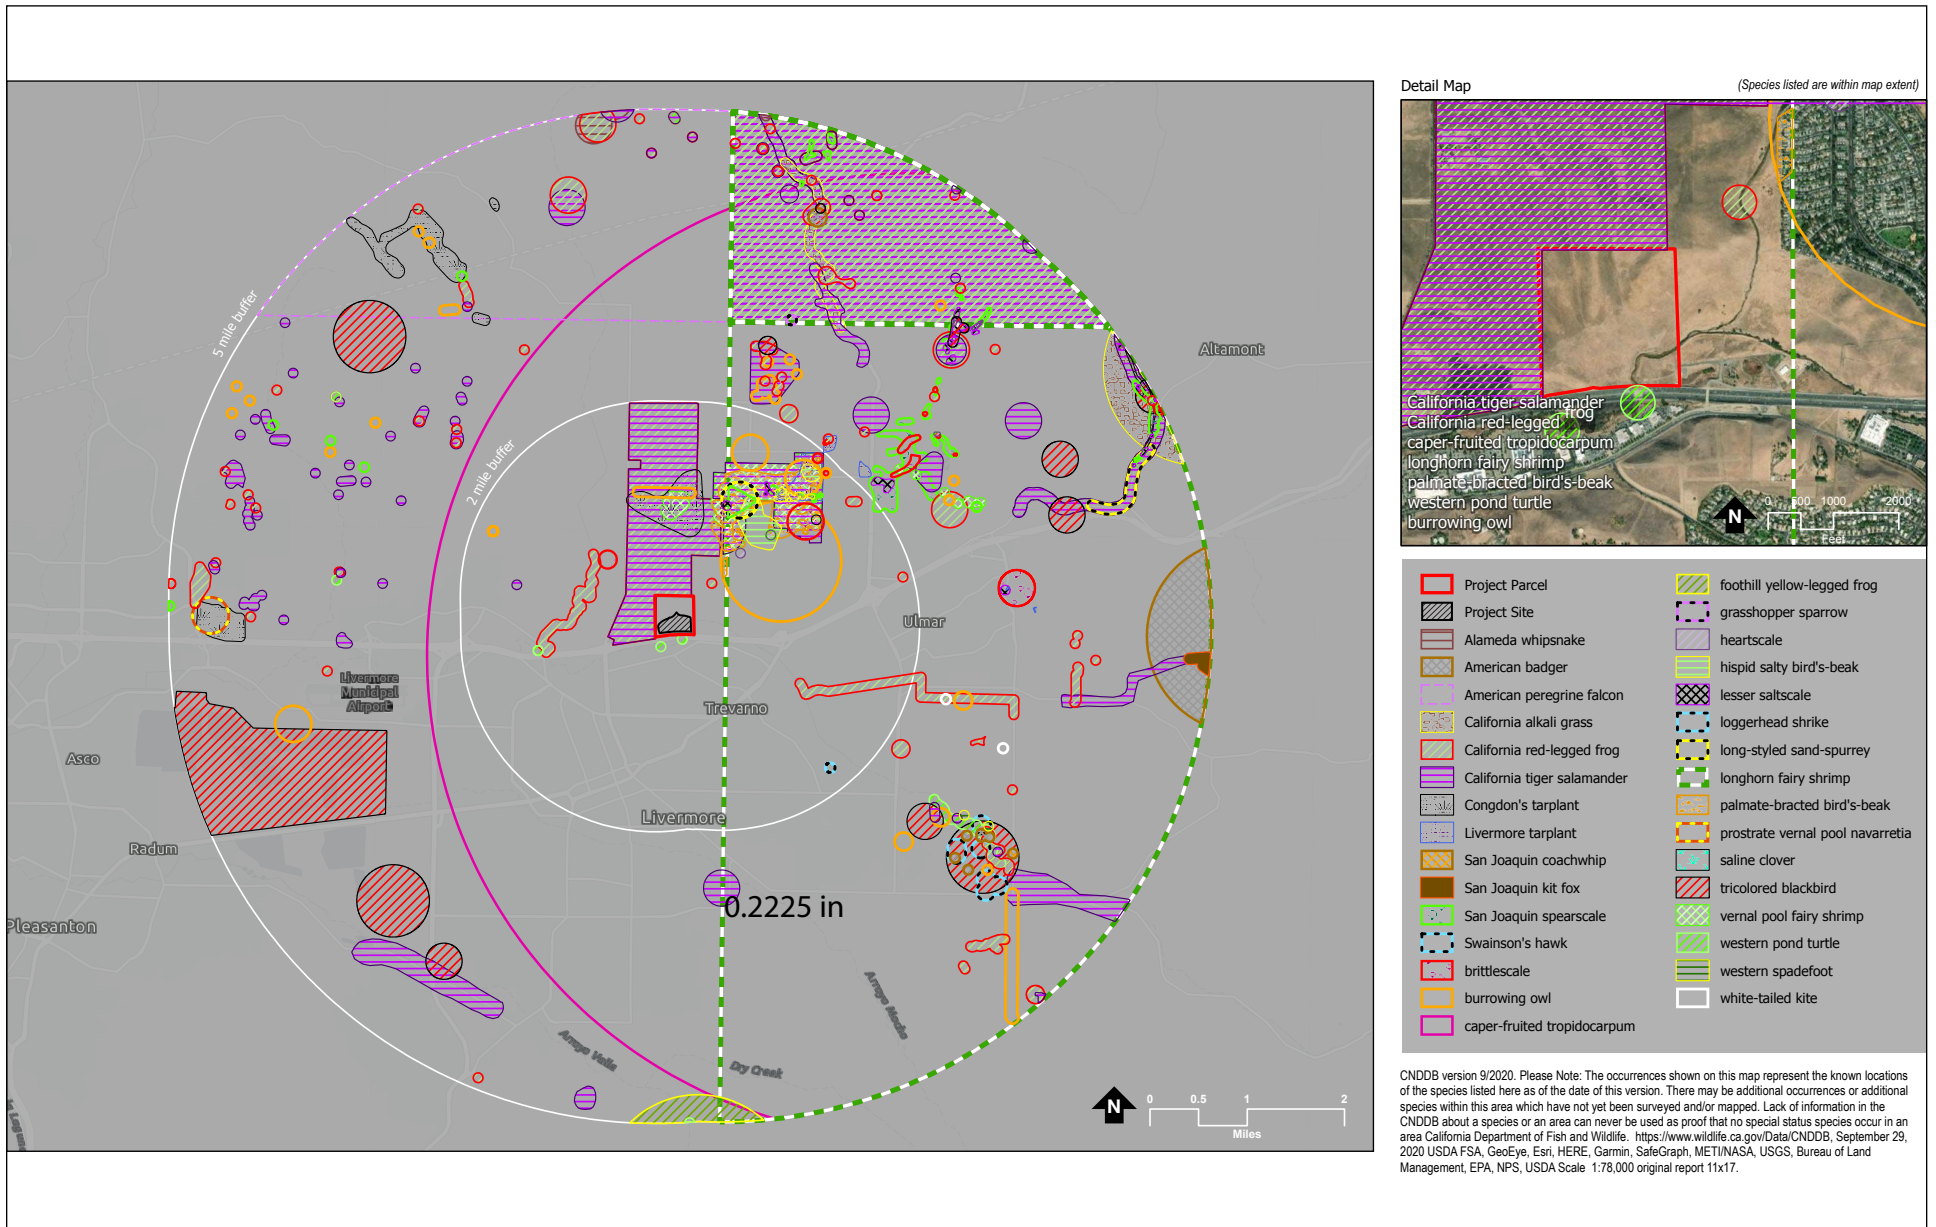 Detail Map
(Species listed are within map extent)
5 mile buffer
2 mile buffer
Altamont
Ulmar
Livermore
Municipal
Airport
Trevarno
Asco
Livermore
Radum
Pleasanton
0.2225 in
Arroyo Mocho
Arroyo Valle
Dry Creek
N
0 0.5 1 2
Miles
California tiger salamander
frog
California red-legged
caper-fruited tropidocarpum
longhorn fairy shrimp
palmate-bracted bird's-beak
western pond turtle
burrowing owl
N
0 500 1000 2000
Feet
Project Parcel
Project Site
Alameda whipsnake
American badger
American peregrine falcon
California alkali grass
California red-legged frog
California tiger salamander
Congdon's tarplant
Livermore tarplant
San Joaquin coachwhip
San Joaquin kit fox
San Joaquin spearscale
Swainson's hawk
brittlescale
burrowing owl
caper-fruited tropidocarpum
foothill yellow-legged frog
grasshopper sparrow
heartscale
hispid salty bird's-beak
lesser saltscale
loggerhead shrike
long-styled sand-spurrey
longhorn fairy shrimp
palmate-bracted bird's-beak
prostrate vernal pool navarretia
saline clover
tricolored blackbird
vernal pool fairy shrimp
western pond turtle
western spadefoot
white-tailed kite
CNDDB version 9/2020. Please Note: The occurrences shown on this map represent the known locations
of the species listed here as of the date of this version. There may be additional occurrences or additional
species within this area which have not yet been surveyed and/or mapped. Lack of information in the
CNDDB about a species or an area can never be used as proof that no special status species occur in an
area California Department of Fish and Wildlife. https://www.wildlife.ca.gov/Data/CNDDB, September 29,
2020 USDA FSA, GeoEye, Esri, HERE, Garmin, SafeGraph, METI/NASA, USGS, Bureau of Land
Management, EPA, NPS, USDA Scale 1:78,000 original report 11x17.